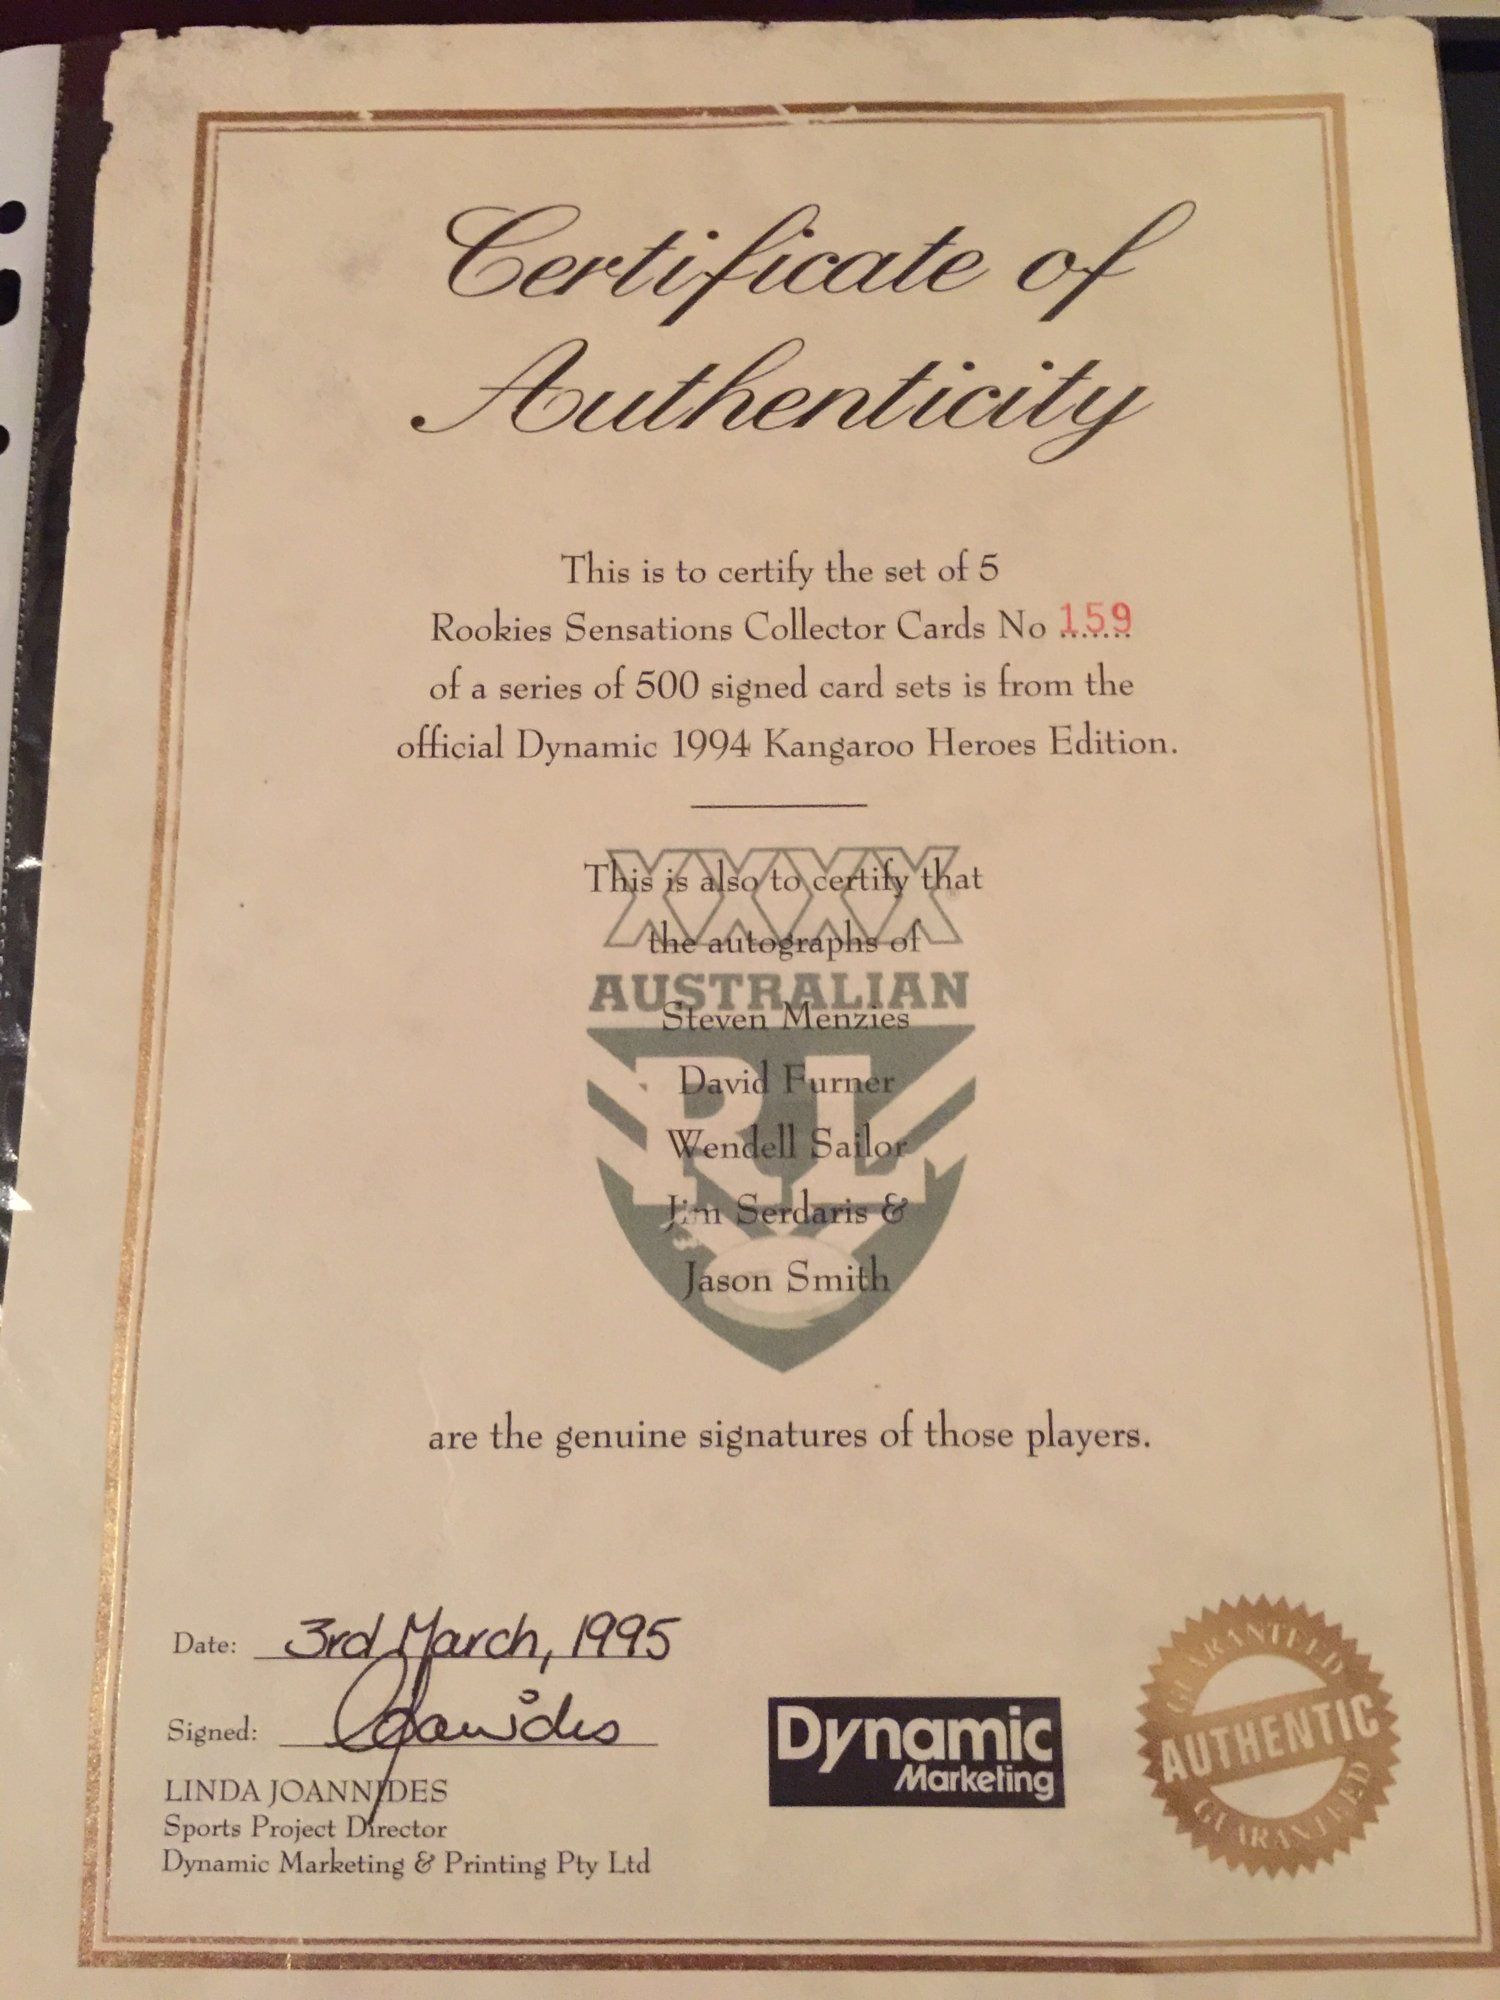 Certificate of
Authenticity
This is to certify the set of 5
Rookies Sensations Collector Cards No 159
of a series of 500 signed card sets is from the
official Dynamic 1994 Kangaroo Heroes Edition.
XXXX
This is also to certify that
the autographs of
AUSTRALIAN
RL
Steven Menzies
David Furner
Wendell Sailor
Jim Serdaris &
Jason Smith
are the genuine signatures of those players.
Date: 3rd March, 1995
Signed: Joannides
LINDA JOANNIDES
Sports Project Director
Dynamic Marketing & Printing Pty Ltd
Dynamic
Marketing
GUARANTEED
AUTHENTIC
GUARANTEED